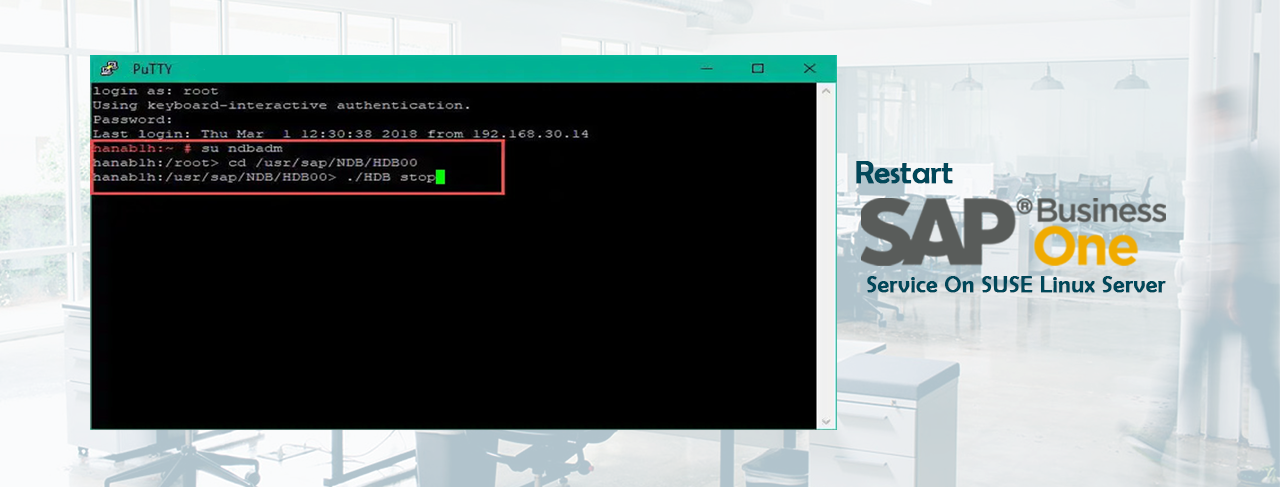 PuTTY
login as: root
Using keyboard-interactive authentication.
Password:
Last login: Thu Mar  1 12:30:38 2018 from 192.168.30.14
hanablh:~ # su ndbadm
hanablh:/root> cd /usr/sap/NDB/HDB00
hanablh:/usr/sap/NDB/HDB00> ./HDB stop
Restart
SAP® Business
One
Service On SUSE Linux Server